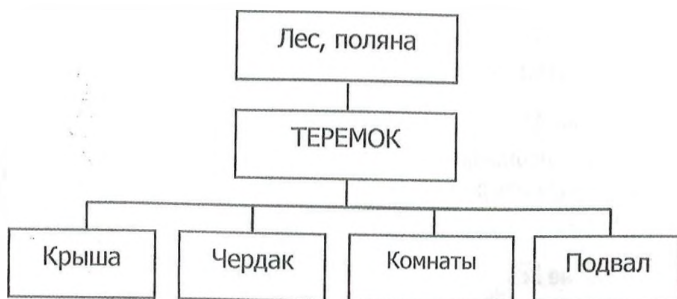 Лес, поляна
ТЕРЕМОК
Крыша
Чердак
Комнаты
Подвал